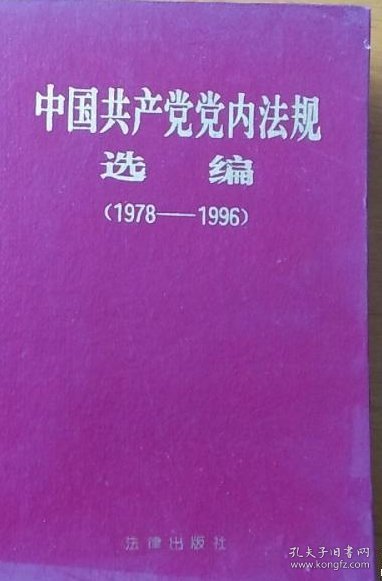 中国共产党党内法规
选编
（1978——1996）
法律出版社
孔夫子旧书网
www.kongfz.com